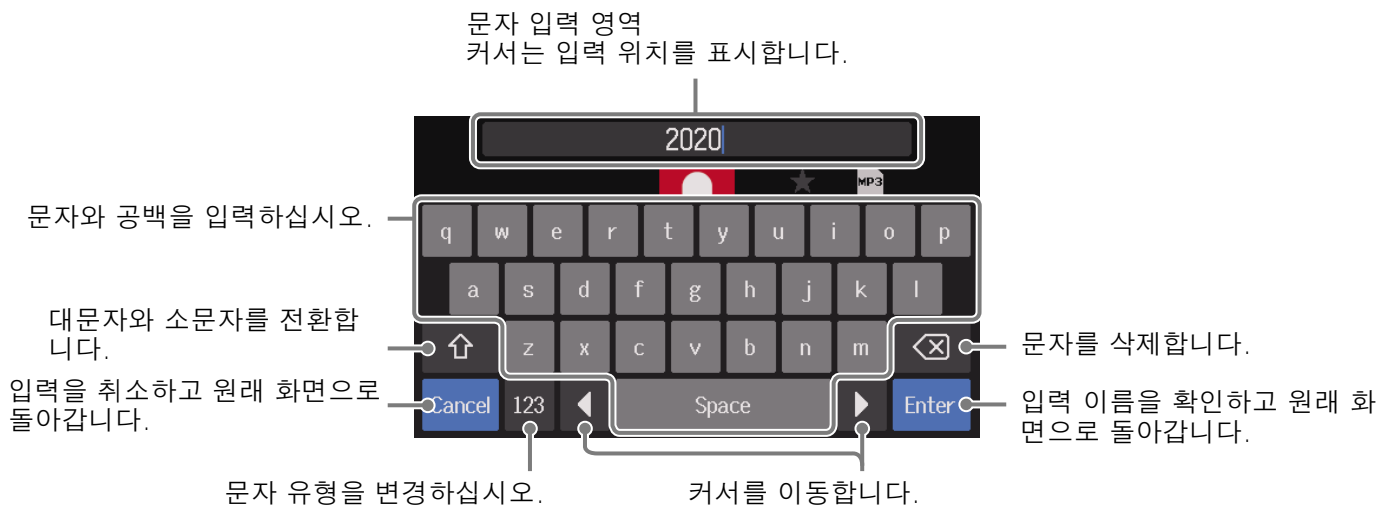 문자 입력 영역
커서는 입력 위치를 표시합니다.
2020
MP3
문자와 공백을 입력하십시오.
q w e r t y u i o p
a s d f g h j k l
대문자와 소문자를 전환합
니다.
z x c v b n m
문자를 삭제합니다.
입력을 취소하고 원래 화면으로
돌아갑니다.
Cancel 123 Space Enter
입력 이름을 확인하고 원래 화
면으로 돌아갑니다.
문자 유형을 변경하십시오.
커서를 이동합니다.